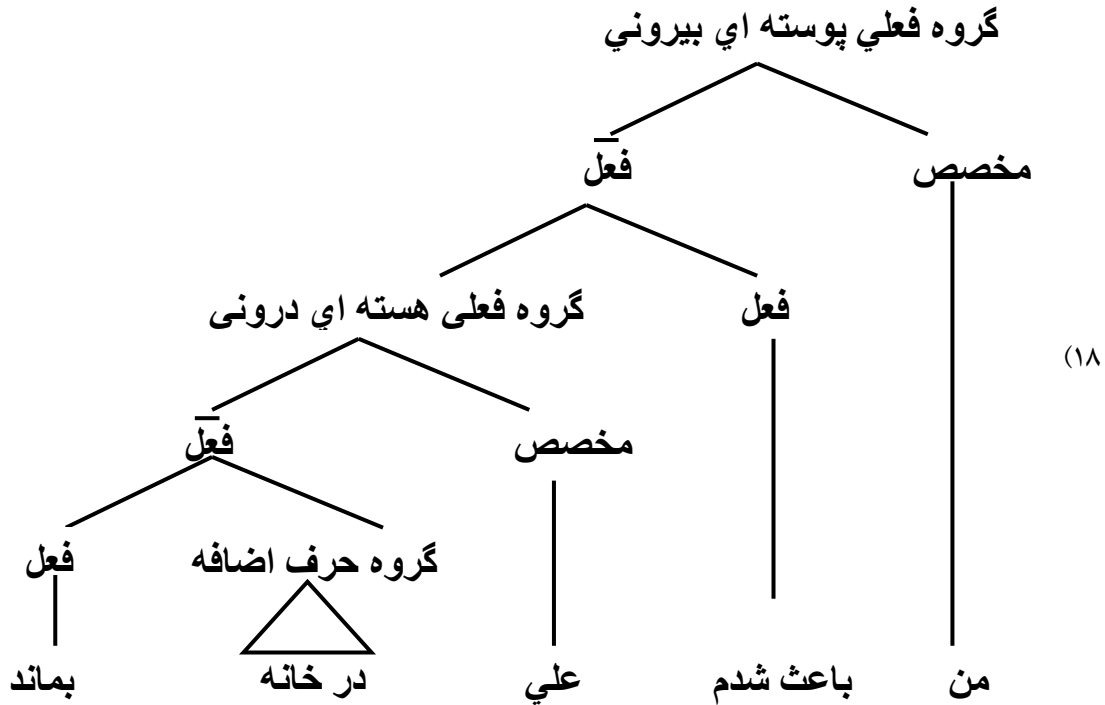 گروه فعلي پوسته اي بيروني
مخصص فعل
فعل گروه فعلی هسته اي درونی
(۱۸
مخصص فعل
گروه حرف اضافه فعل
من باعث شدم علي در خانه بماند